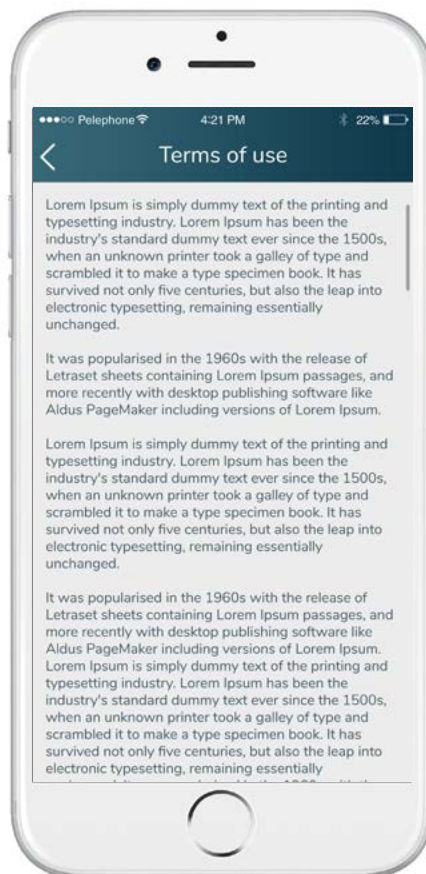 Pelephone 4:21 PM 22%
Terms of use
Lorem Ipsum is simply dummy text of the printing and
typesetting industry. Lorem Ipsum has been the
industry's standard dummy text ever since the 1500s,
when an unknown printer took a galley of type and
scrambled it to make a type specimen book. It has
survived not only five centuries, but also the leap into
electronic typesetting, remaining essentially
unchanged.
It was popularised in the 1960s with the release of
Letraset sheets containing Lorem Ipsum passages, and
more recently with desktop publishing software like
Aldus PageMaker including versions of Lorem Ipsum.
Lorem Ipsum is simply dummy text of the printing and
typesetting industry. Lorem Ipsum has been the
industry's standard dummy text ever since the 1500s,
when an unknown printer took a galley of type and
scrambled it to make a type specimen book. It has
survived not only five centuries, but also the leap into
electronic typesetting, remaining essentially
unchanged.
It was popularised in the 1960s with the release of
Letraset sheets containing Lorem Ipsum passages, and
more recently with desktop publishing software like
Aldus PageMaker including versions of Lorem Ipsum.
Lorem Ipsum is simply dummy text of the printing and
typesetting industry. Lorem Ipsum has been the
industry's standard dummy text ever since the 1500s,
when an unknown printer took a galley of type and
scrambled it to make a type specimen book. It has
survived not only five centuries, but also the leap into
electronic typesetting, remaining essentially